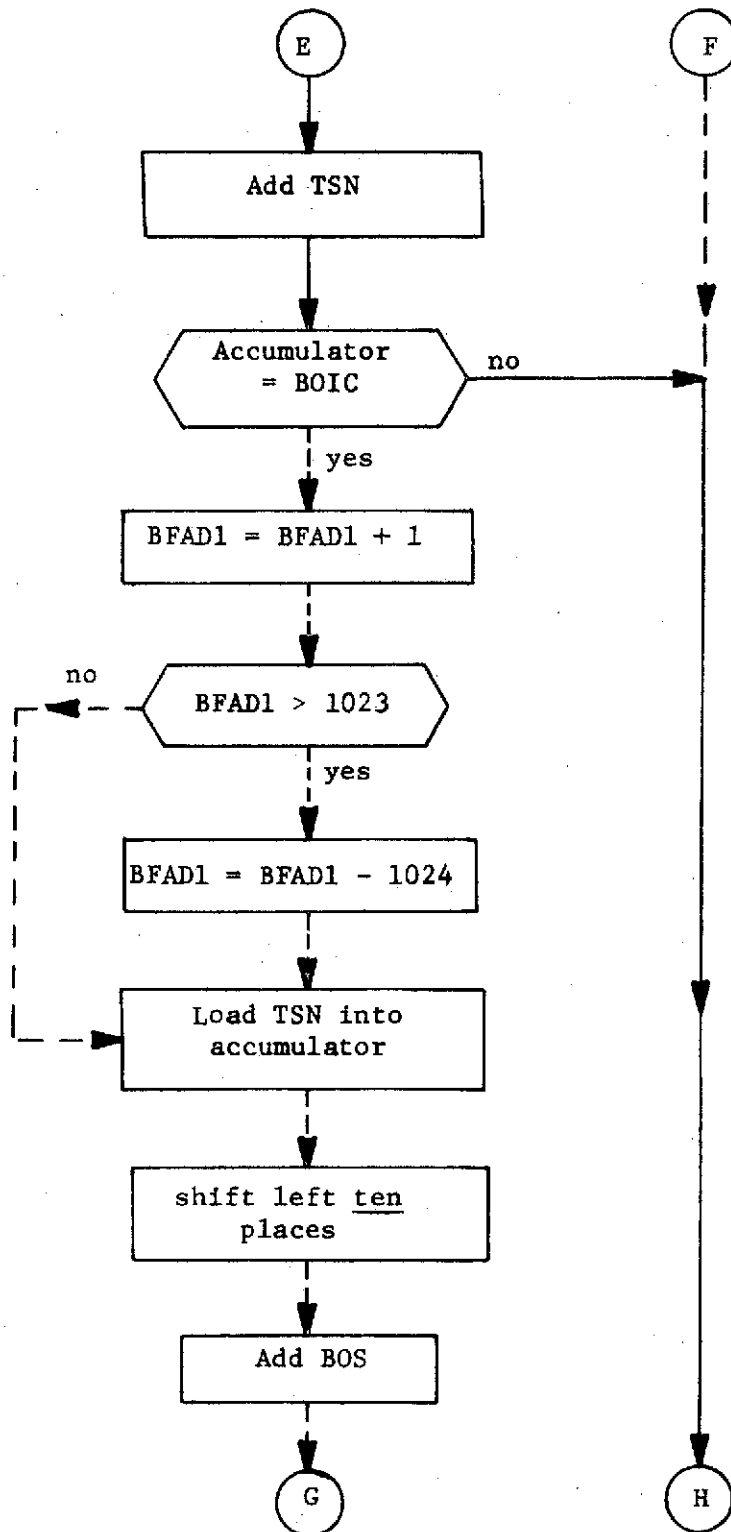 E
F
Add TSN
Accumulator
= BOIC
no
yes
BFAD1 = BFAD1 + 1
no
BFAD1 > 1023
yes
BFAD1 = BFAD1 - 1024
Load TSN into
accumulator
shift left ten
places
Add BOS
G
H